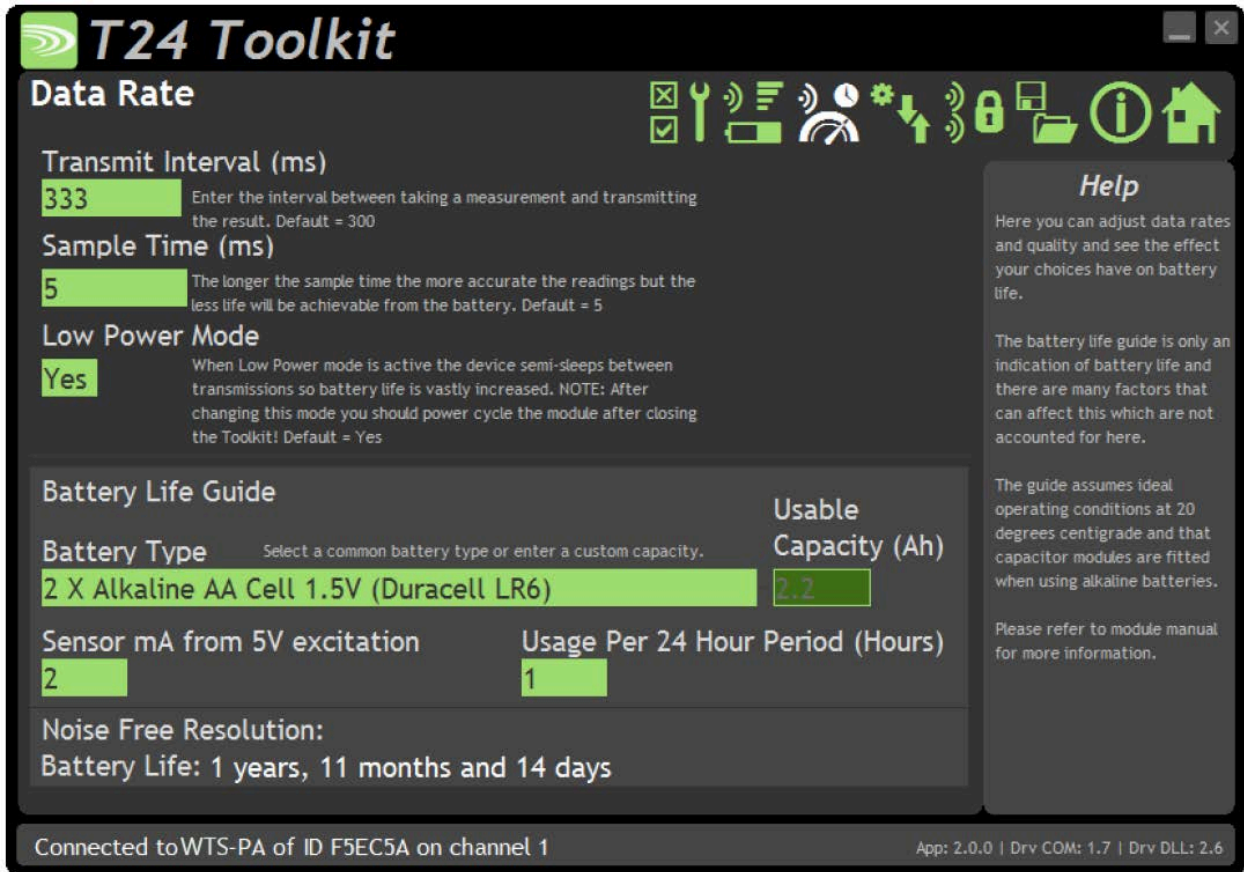 T24 Toolkit
Data Rate
Transmit Interval (ms)
333
Enter the interval between taking a measurement and transmitting
the result. Default = 300
Sample Time (ms)
5
The longer the sample time the more accurate the readings but the
less life will be achievable from the battery. Default = 5
Low Power Mode
Yes
When Low Power mode is active the device semi-sleeps between
transmissions so battery life is vastly increased. NOTE: After
changing this mode you should power cycle the module after closing
the Toolkit! Default = Yes
Battery Life Guide
Usable
Capacity (Ah)
Battery Type
Select a common battery type or enter a custom capacity.
2 X Alkaline AA Cell 1.5V (Duracell LR6)
2.2
Sensor mA from 5V excitation
Usage Per 24 Hour Period (Hours)
2
1
Noise Free Resolution:
Battery Life: 1 years, 11 months and 14 days
Help
Here you can adjust data rates
and quality and see the effect
your choices have on battery
life.
The battery life guide is only an
indication of battery life and
there are many factors that
can affect this which are not
accounted for here.
The guide assumes ideal
operating conditions at 20
degrees centigrade and that
capacitor modules are fitted
when using alkaline batteries.
Please refer to module manual
for more information.
Connected to WTS-PA of ID F5EC5A on channel 1
App: 2.0.0 | Drv COM: 1.7 | Drv DLL: 2.6